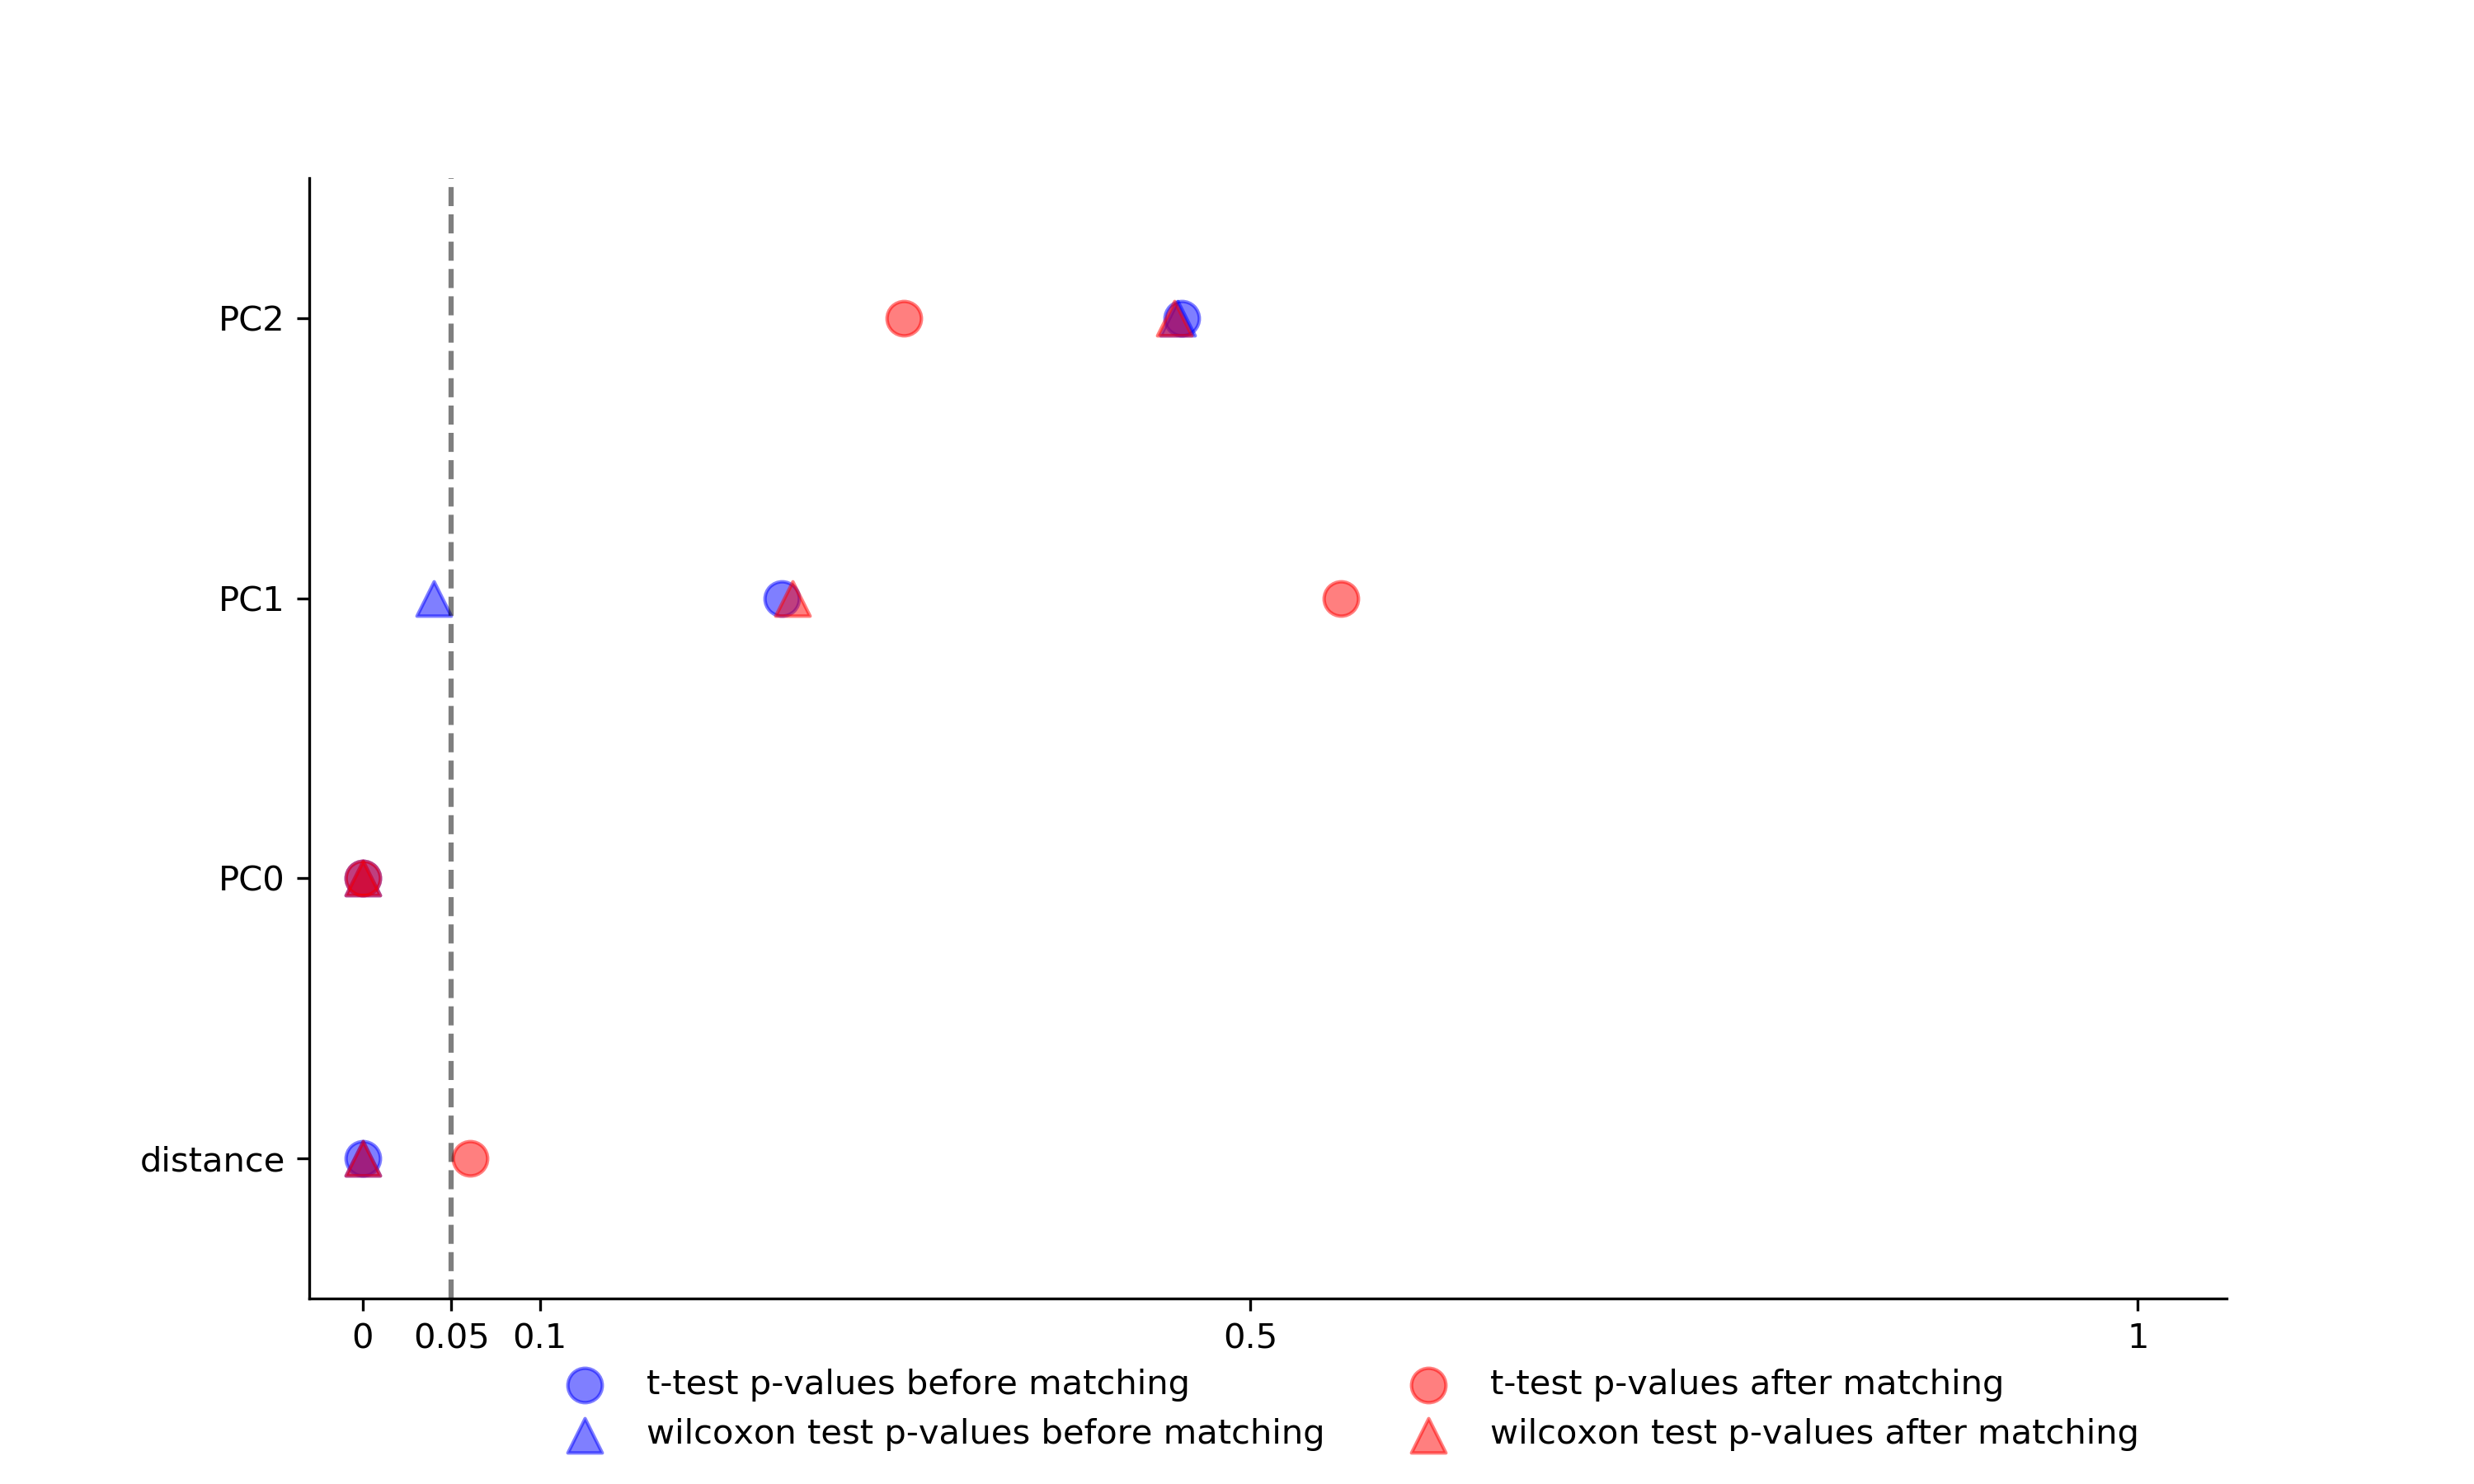 PC2
PC1
PC0
distance
0 0.05 0.1 0.5 1
t-test p-values before matching t-test p-values after matching
wilcoxon test p-values before matching wilcoxon test p-values after matching